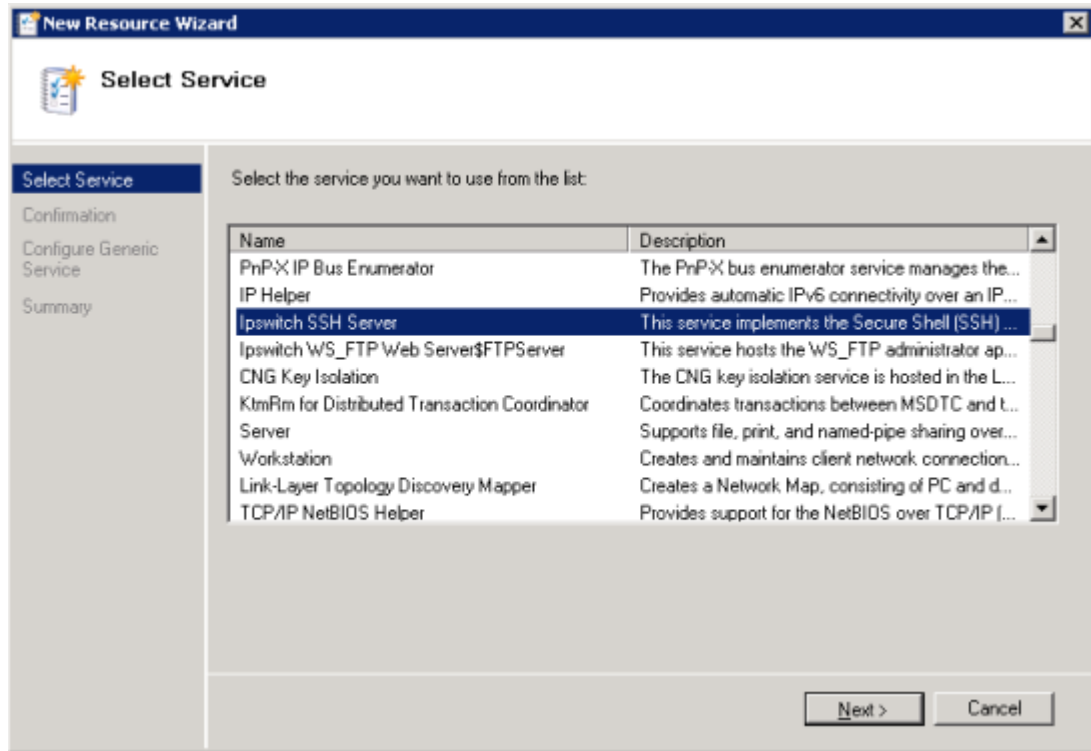 New Resource Wizard
Select Service
Select Service
Confirmation
Configure Generic
Service
Summary
Select the service you want to use from the list:
Name Description
PnP-X IP Bus Enumerator The PnP-X bus enumerator service manages the...
IP Helper Provides automatic IPv6 connectivity over an IP...
Ipswitch SSH Server This service implements the Secure Shell (SSH) ...
Ipswitch WS_FTP Web Server$FTPServer This service hosts the WS_FTP administrator ap...
CNG Key Isolation The CNG key isolation service is hosted in the L...
KtmRm for Distributed Transaction Coordinator Coordinates transactions between MSDTC and t...
Server Supports file, print, and named-pipe sharing over...
Workstation Creates and maintains client network connection...
Link-Layer Topology Discovery Mapper Creates a Network Map, consisting of PC and d...
TCP/IP NetBIOS Helper Provides support for the NetBIOS over TCP/IP (...
Next > Cancel